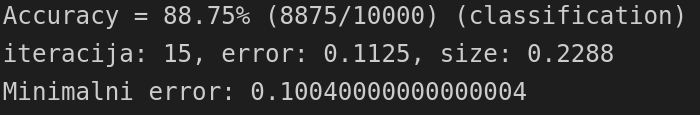 Accuracy = 88.75% (8875/10000) (classification)
iteracija: 15, error: 0.1125, size: 0.2288
Minimalni error: 0.10040000000000004